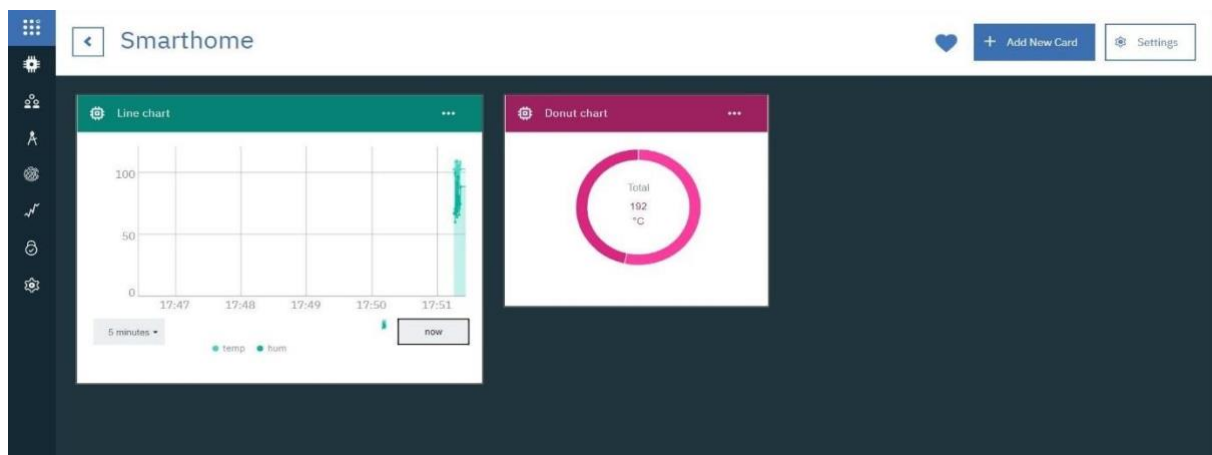 Smarthome
+ Add New Card
Settings
Line chart
...
100
50
0
17:47 17:48 17:49 17:50 17:51
5 minutes
now
temp hum
Donut chart
...
Total
192
°C